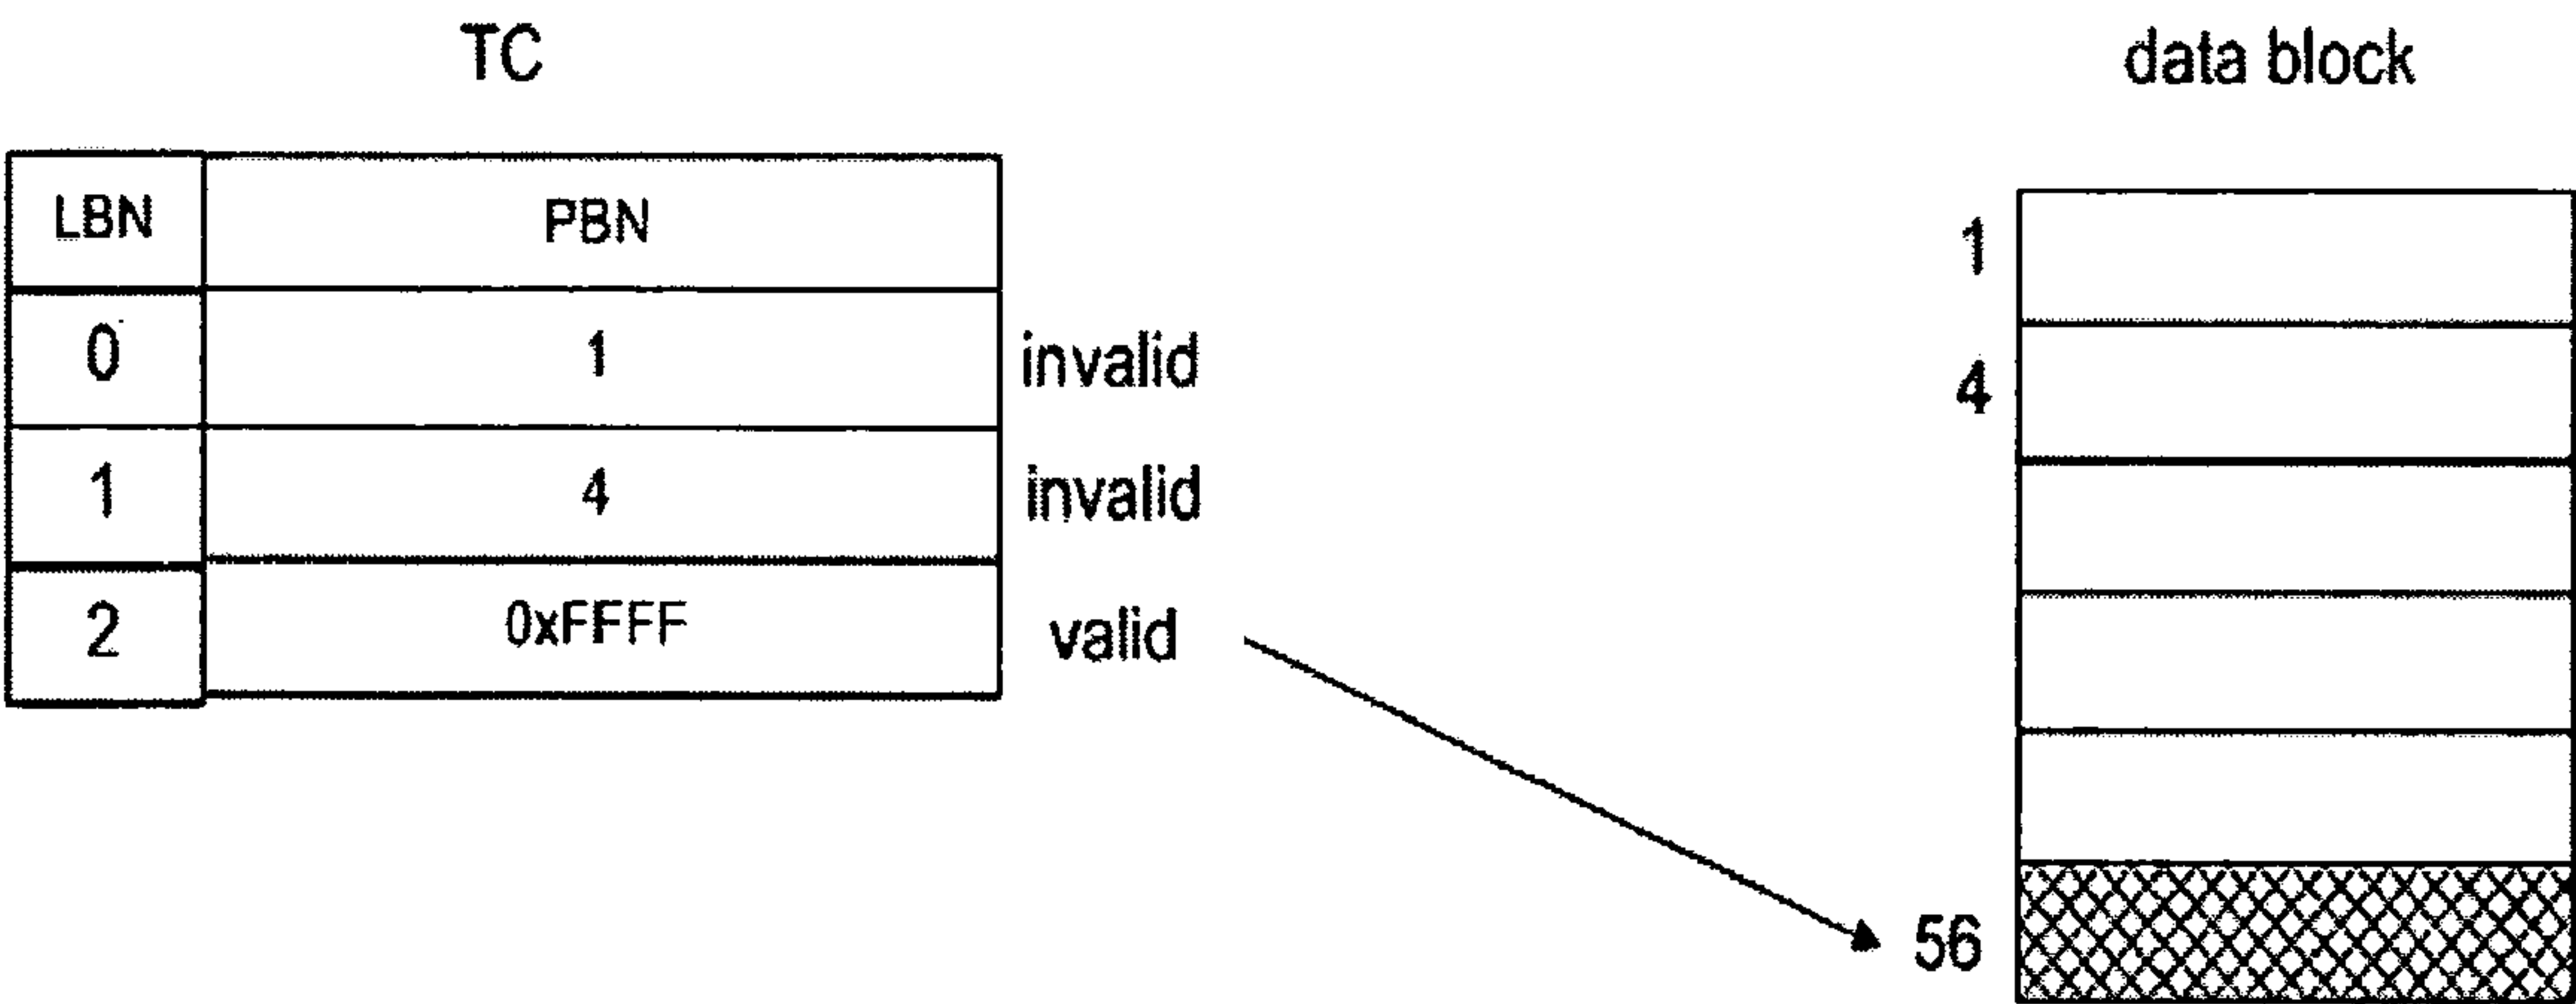 TC
LBN PBN
0 1 invalid
1 4 invalid
2 0xFFFF valid
data block
1
4
56